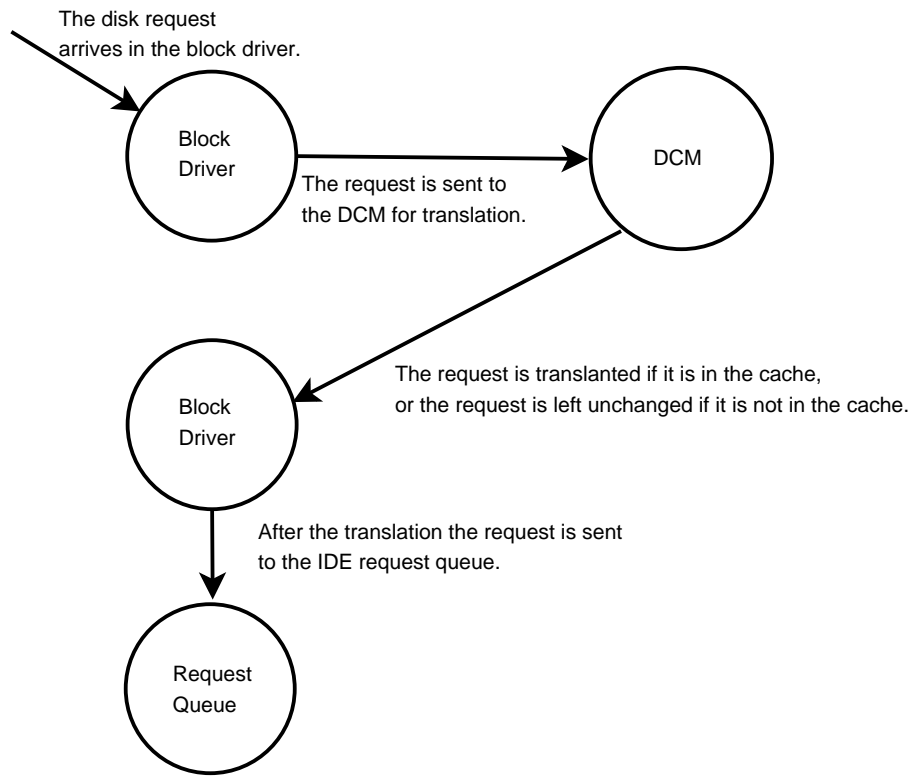 The disk request
arrives in the block driver.
Block
Driver
DCM
The request is sent to
the DCM for translation.
The request is translanted if it is in the cache,
or the request is left unchanged if it is not in the cache.
Block
Driver
After the translation the request is sent
to the IDE request queue.
Request
Queue